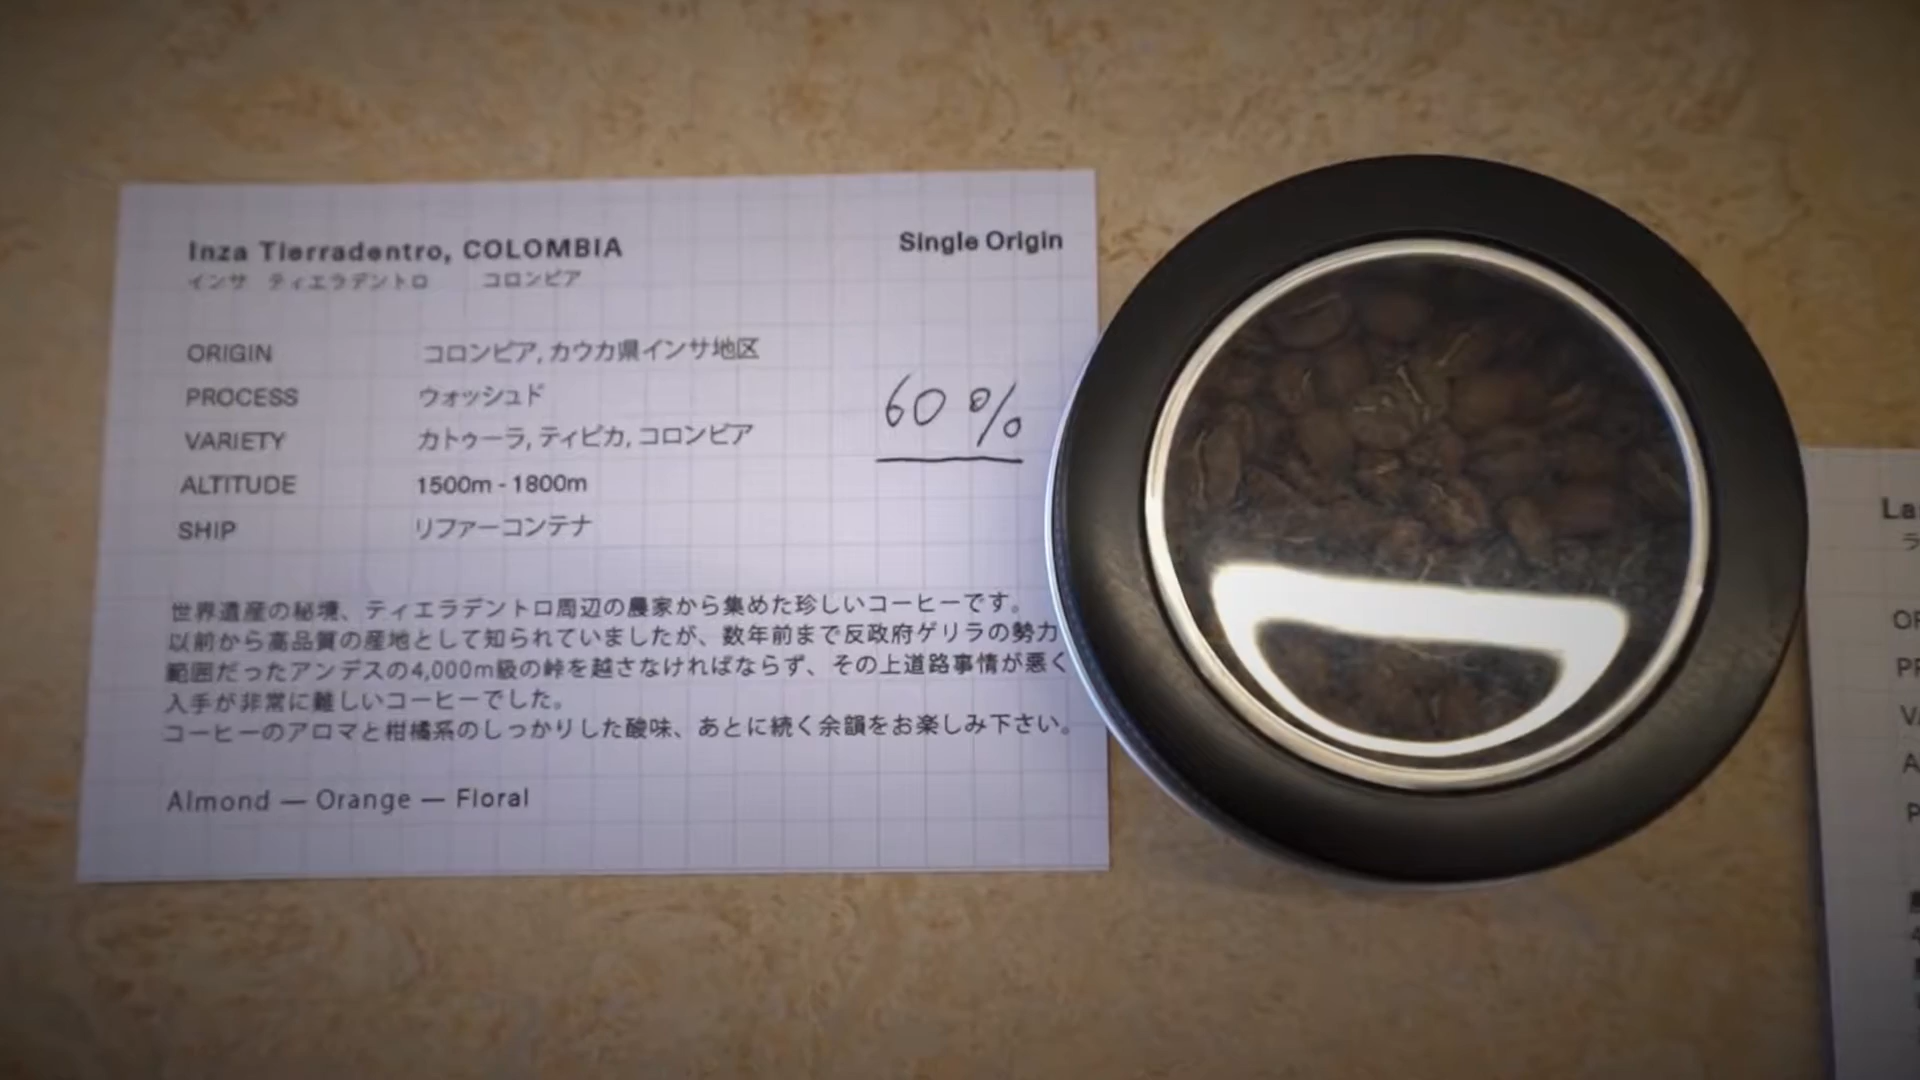 Inza Tierradentro, COLOMBIA
Single Origin
インサ ティエラデントロ コロンビア
ORIGIN コロンビア, カウカ県インサ地区
PROCESS ウォッシュド
60%
VARIETY カトゥーラ, ティピカ, コロンビア
ALTITUDE 1500m - 1800m
SHIP リファーコンテナ
世界遺産の秘境、ティエラデントロ周辺の農家から集めた珍しいコーヒーです。
以前から高品質の産地として知られていましたが、数年前まで反政府ゲリラの勢力
範囲だったアンデスの4,000m級の峠を越さなければならず、その上道路事情が悪く
入手が非常に難しいコーヒーでした。
コーヒーのアロマと柑橘系のしっかりした酸味、あとに続く余韻をお楽しみ下さい。
Almond — Orange — Floral
La
ラ